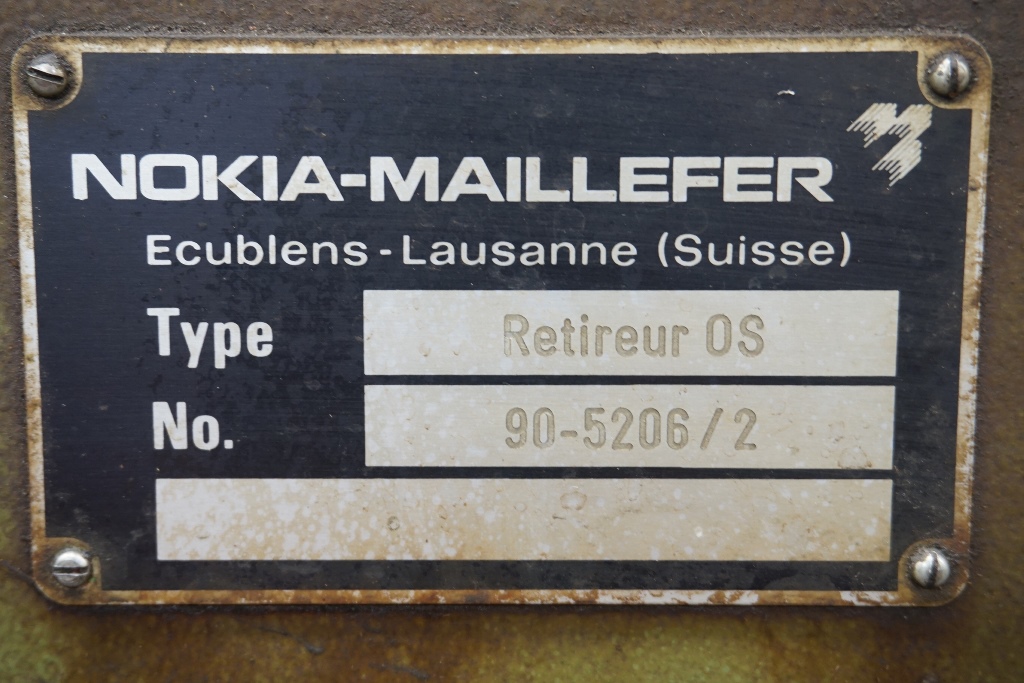 NOKIA-MAILLEFER
Ecublens - Lausanne (Suisse)
Type Retireur OS
No. 90-5206/2